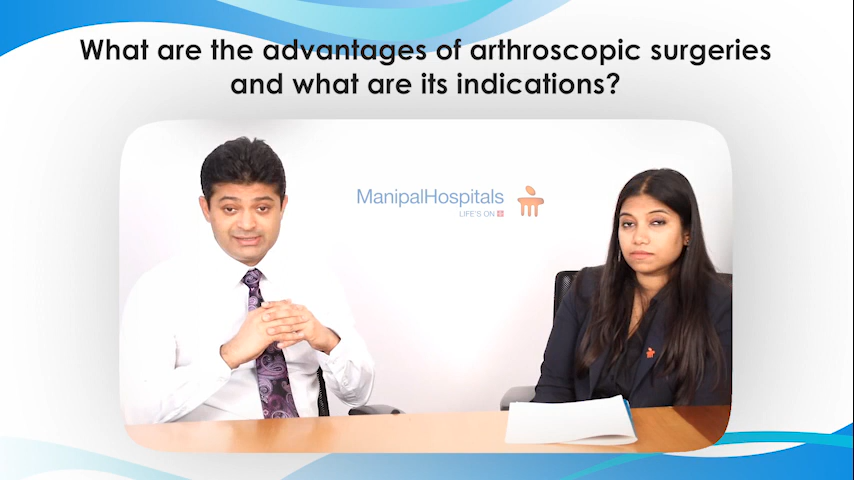 What are the advantages of arthroscopic surgeries
and what are its indications?
ManipalHospitals
LIFE'S ON